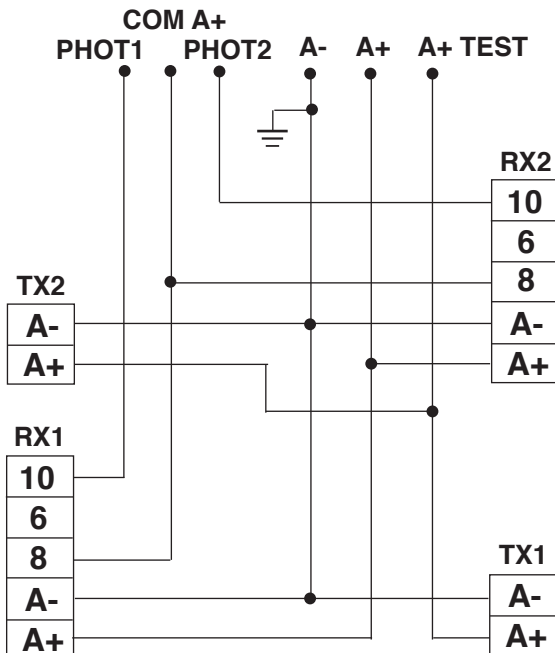 COM A+
PHOT1 PHOT2 A- A+ A+ TEST
RX2
10
6
8
A-
A+
TX2
A-
A+
RX1
10
6
8
A-
A+
TX1
A-
A+